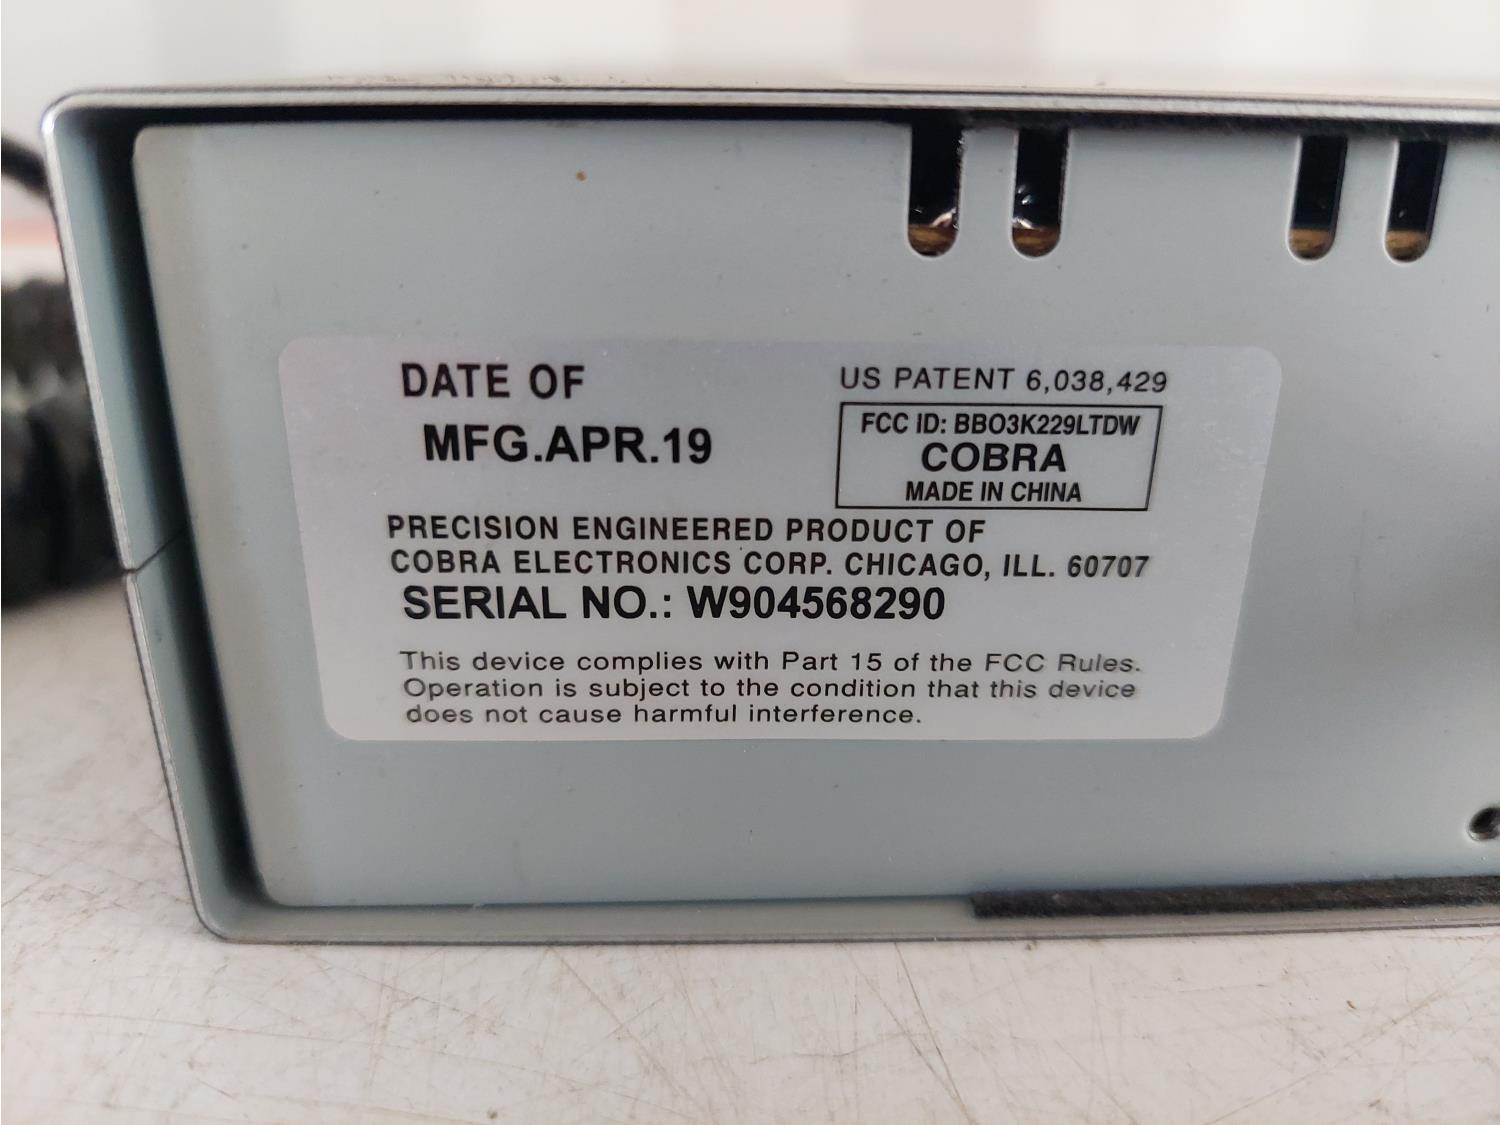 DATE OF
MFG.APR.19
US PATENT 6,038,429
FCC ID: BBO3K229LTDW
COBRA
MADE IN CHINA
PRECISION ENGINEERED PRODUCT OF
COBRA ELECTRONICS CORP. CHICAGO, ILL. 60707
SERIAL NO.: W904568290
This device complies with Part 15 of the FCC Rules.
Operation is subject to the condition that this device
does not cause harmful interference.